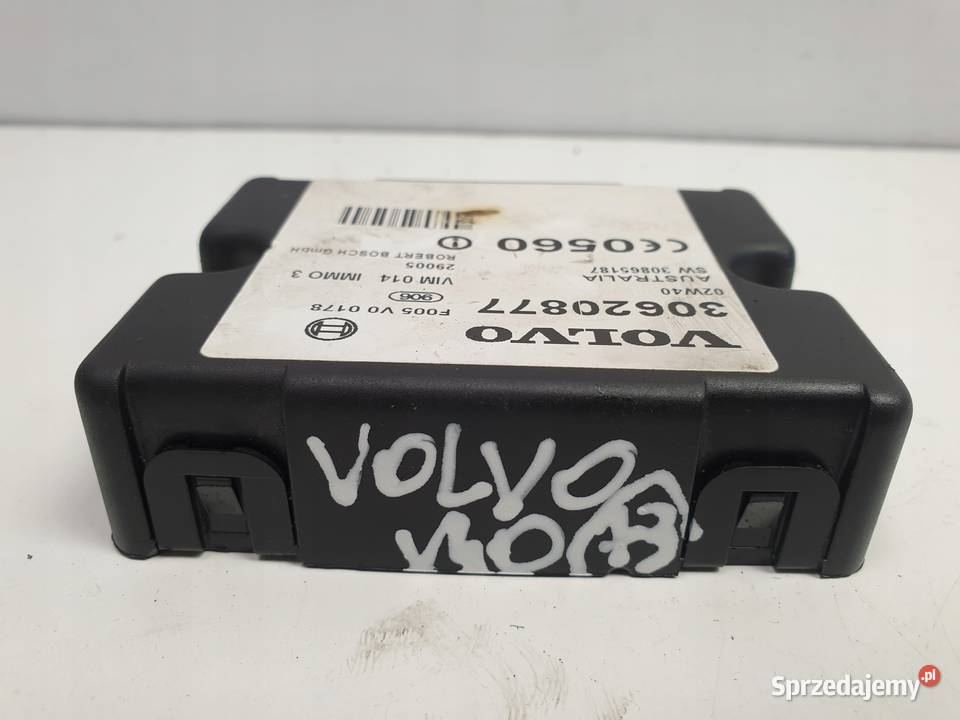 VOLVO
30620877
02W40
AUSTRALIA
SW 30865187
CE0560
F005 V0 0178
906
VIM 014 IMMO 3
29005
ROBERT BOSCH GmbH
VOLVO
V40
Sprzedajemy.pl